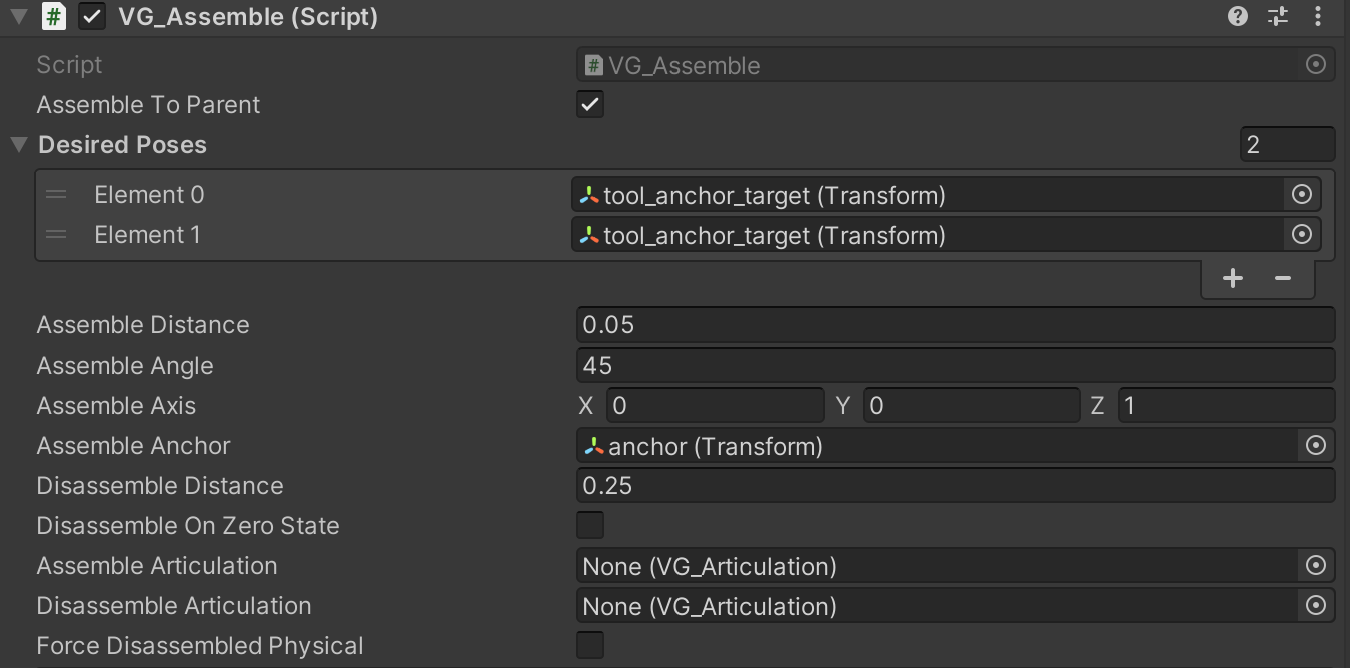 # VG_Assemble (Script)
Script # VG_Assemble
Assemble To Parent
Desired Poses 2
Element 0 tool_anchor_target (Transform)
Element 1 tool_anchor_target (Transform)
+ −
Assemble Distance 0.05
Assemble Angle 45
Assemble Axis X 0 Y 0 Z 1
Assemble Anchor anchor (Transform)
Disassemble Distance 0.25
Disassemble On Zero State
Assemble Articulation None (VG_Articulation)
Disassemble Articulation None (VG_Articulation)
Force Disassembled Physical